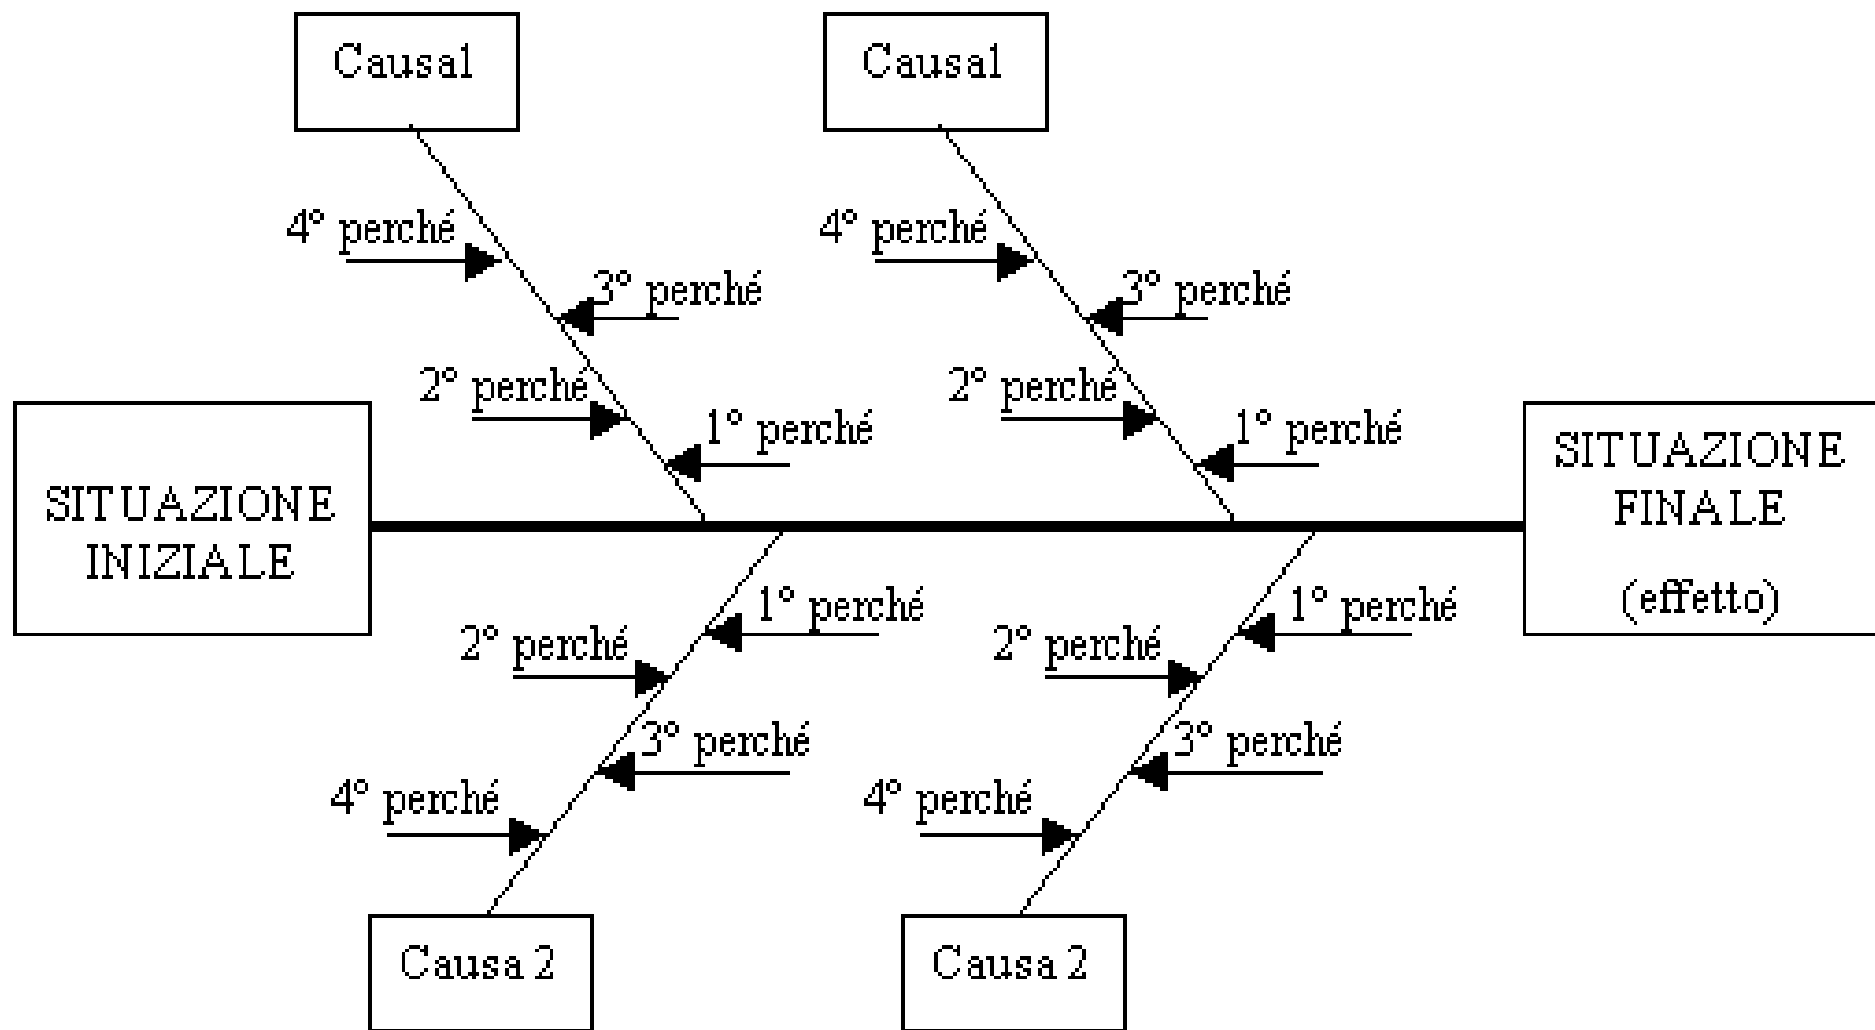 Causa1
Causa1
4° perché
4° perché
3° perché
3° perché
2° perché
2° perché
1° perché
1° perché
SITUAZIONE
INIZIALE
SITUAZIONE
FINALE
(effetto)
1° perché
1° perché
2° perché
2° perché
3° perché
3° perché
4° perché
4° perché
Causa 2
Causa 2